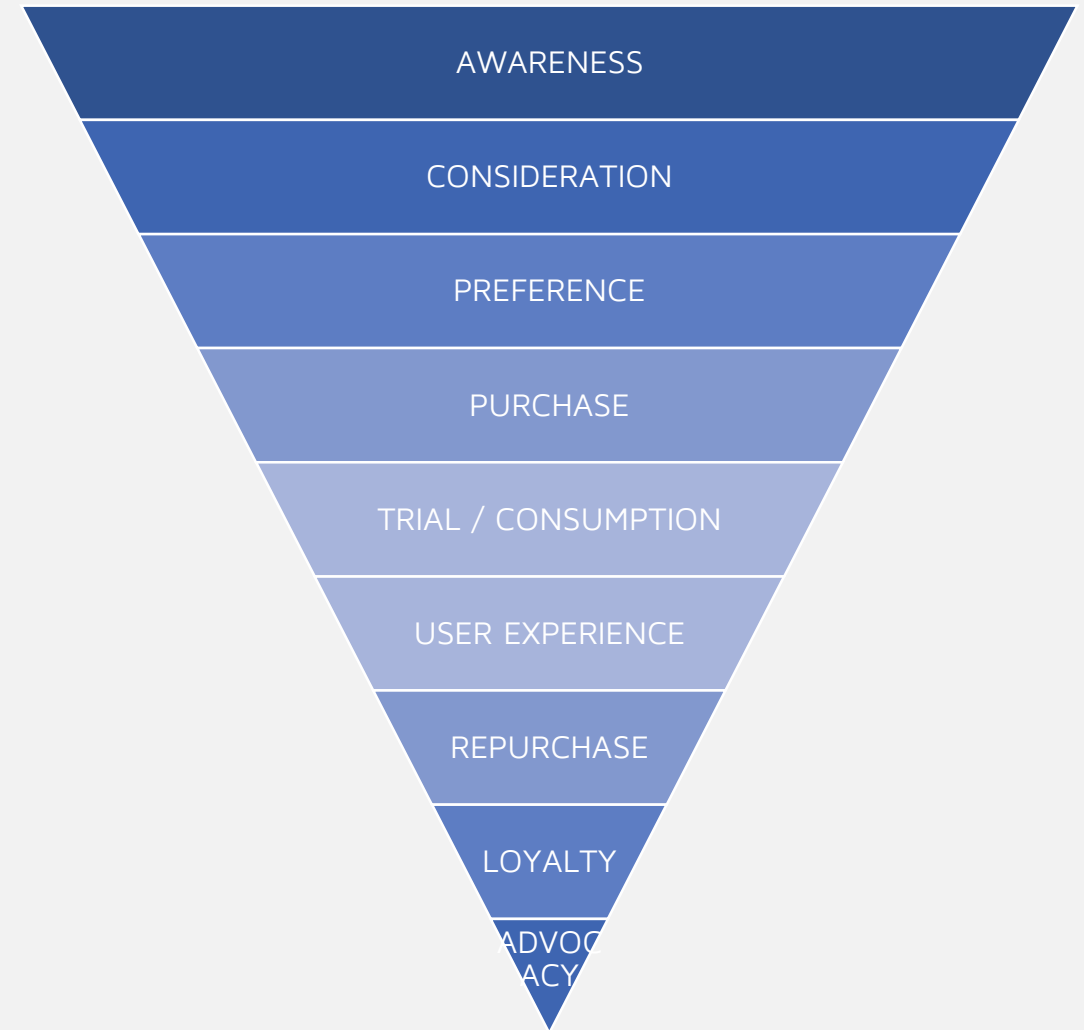 AWARENESS
CONSIDERATION
PREFERENCE
PURCHASE
TRIAL / CONSUMPTION
USER EXPERIENCE
REPURCHASE
LOYALTY
ADVOC
ACY